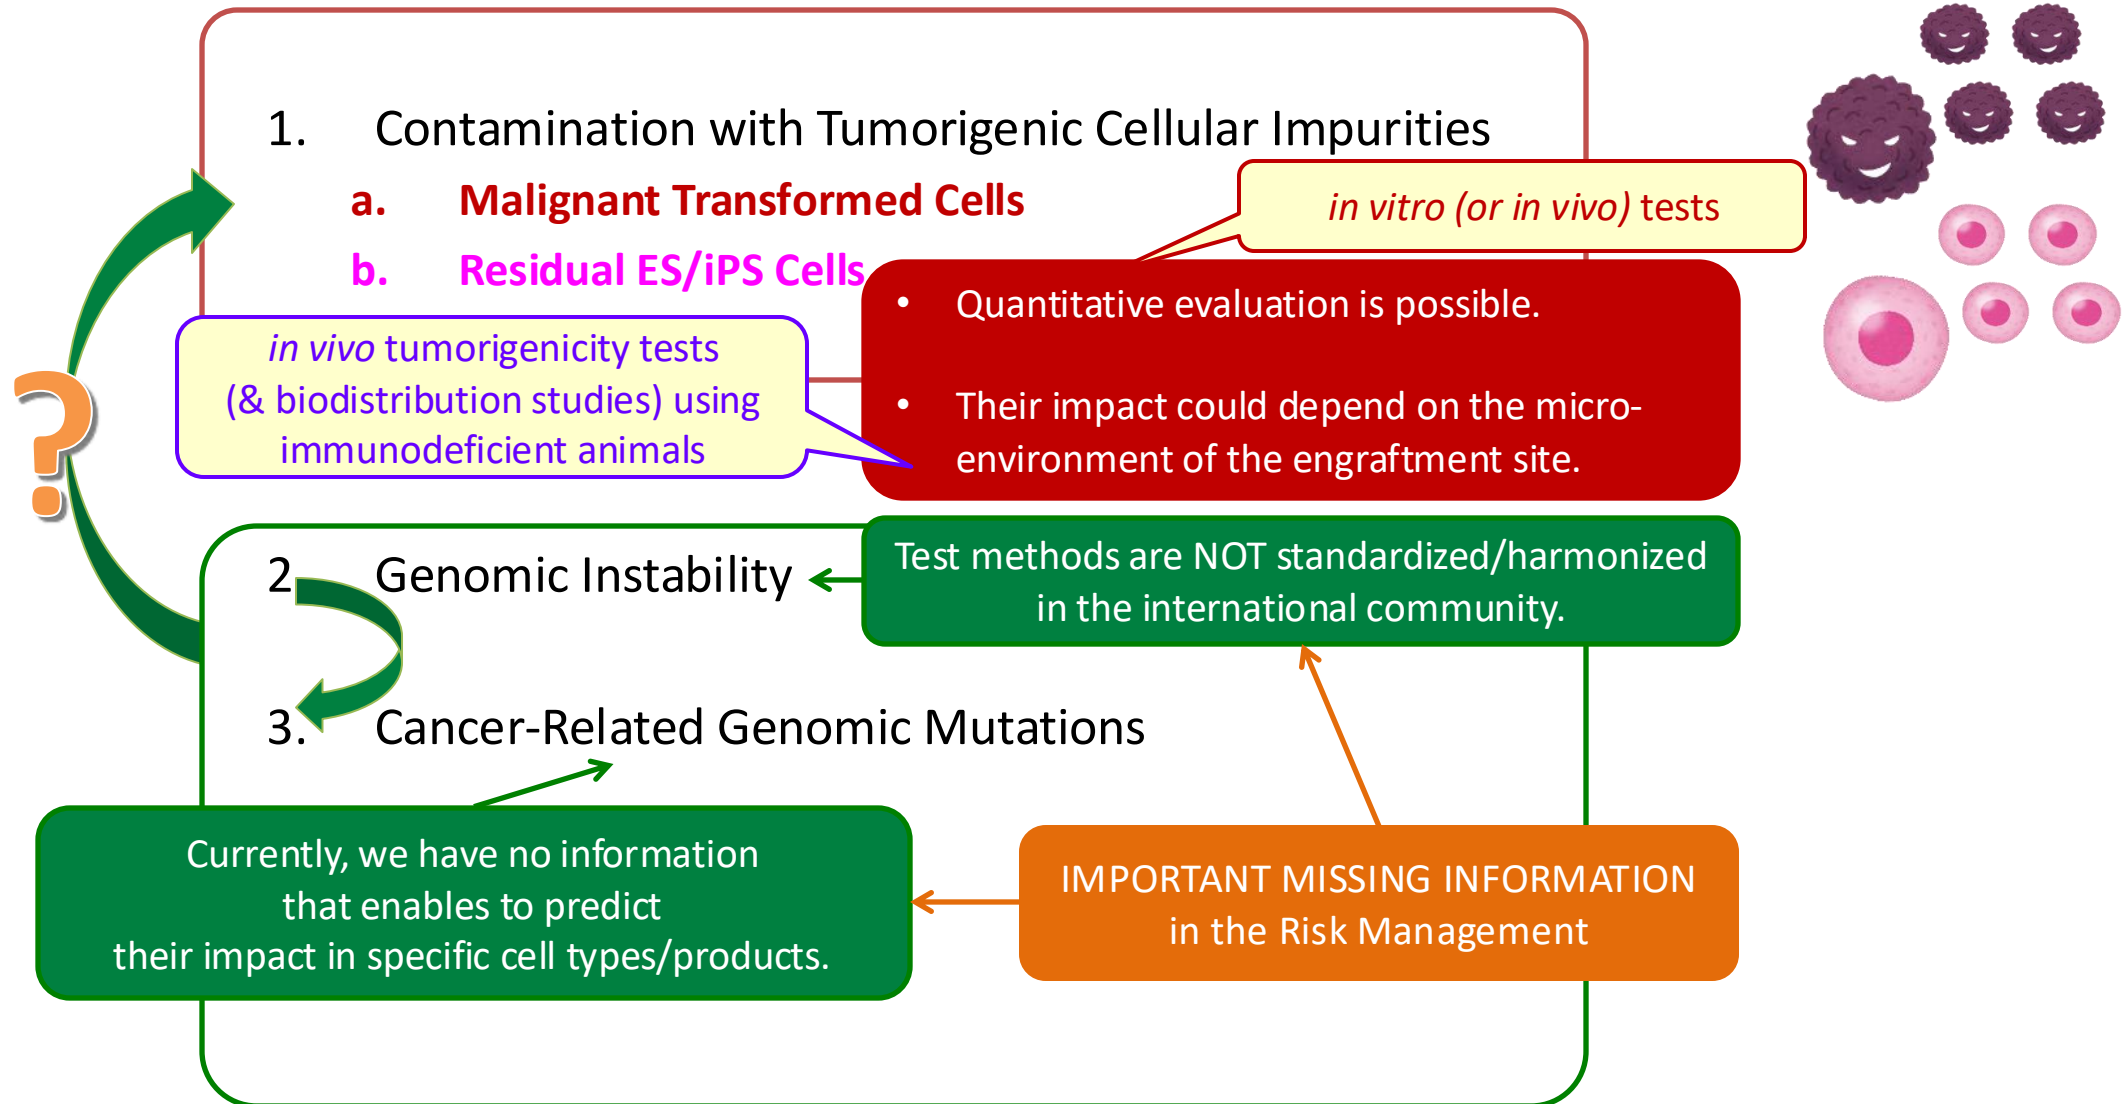 1. Contamination with Tumorigenic Cellular Impurities
a. Malignant Transformed Cells
in vitro (or in vivo) tests
b. Residual ES/iPS Cells
• Quantitative evaluation is possible.
• Their impact could depend on the micro-
environment of the engraftment site.
in vivo tumorigenicity tests
(& biodistribution studies) using
immunodeficient animals
?
2 Genomic Instability
Test methods are NOT standardized/harmonized
in the international community.
3. Cancer-Related Genomic Mutations
Currently, we have no information
that enables to predict
their impact in specific cell types/products.
IMPORTANT MISSING INFORMATION
in the Risk Management